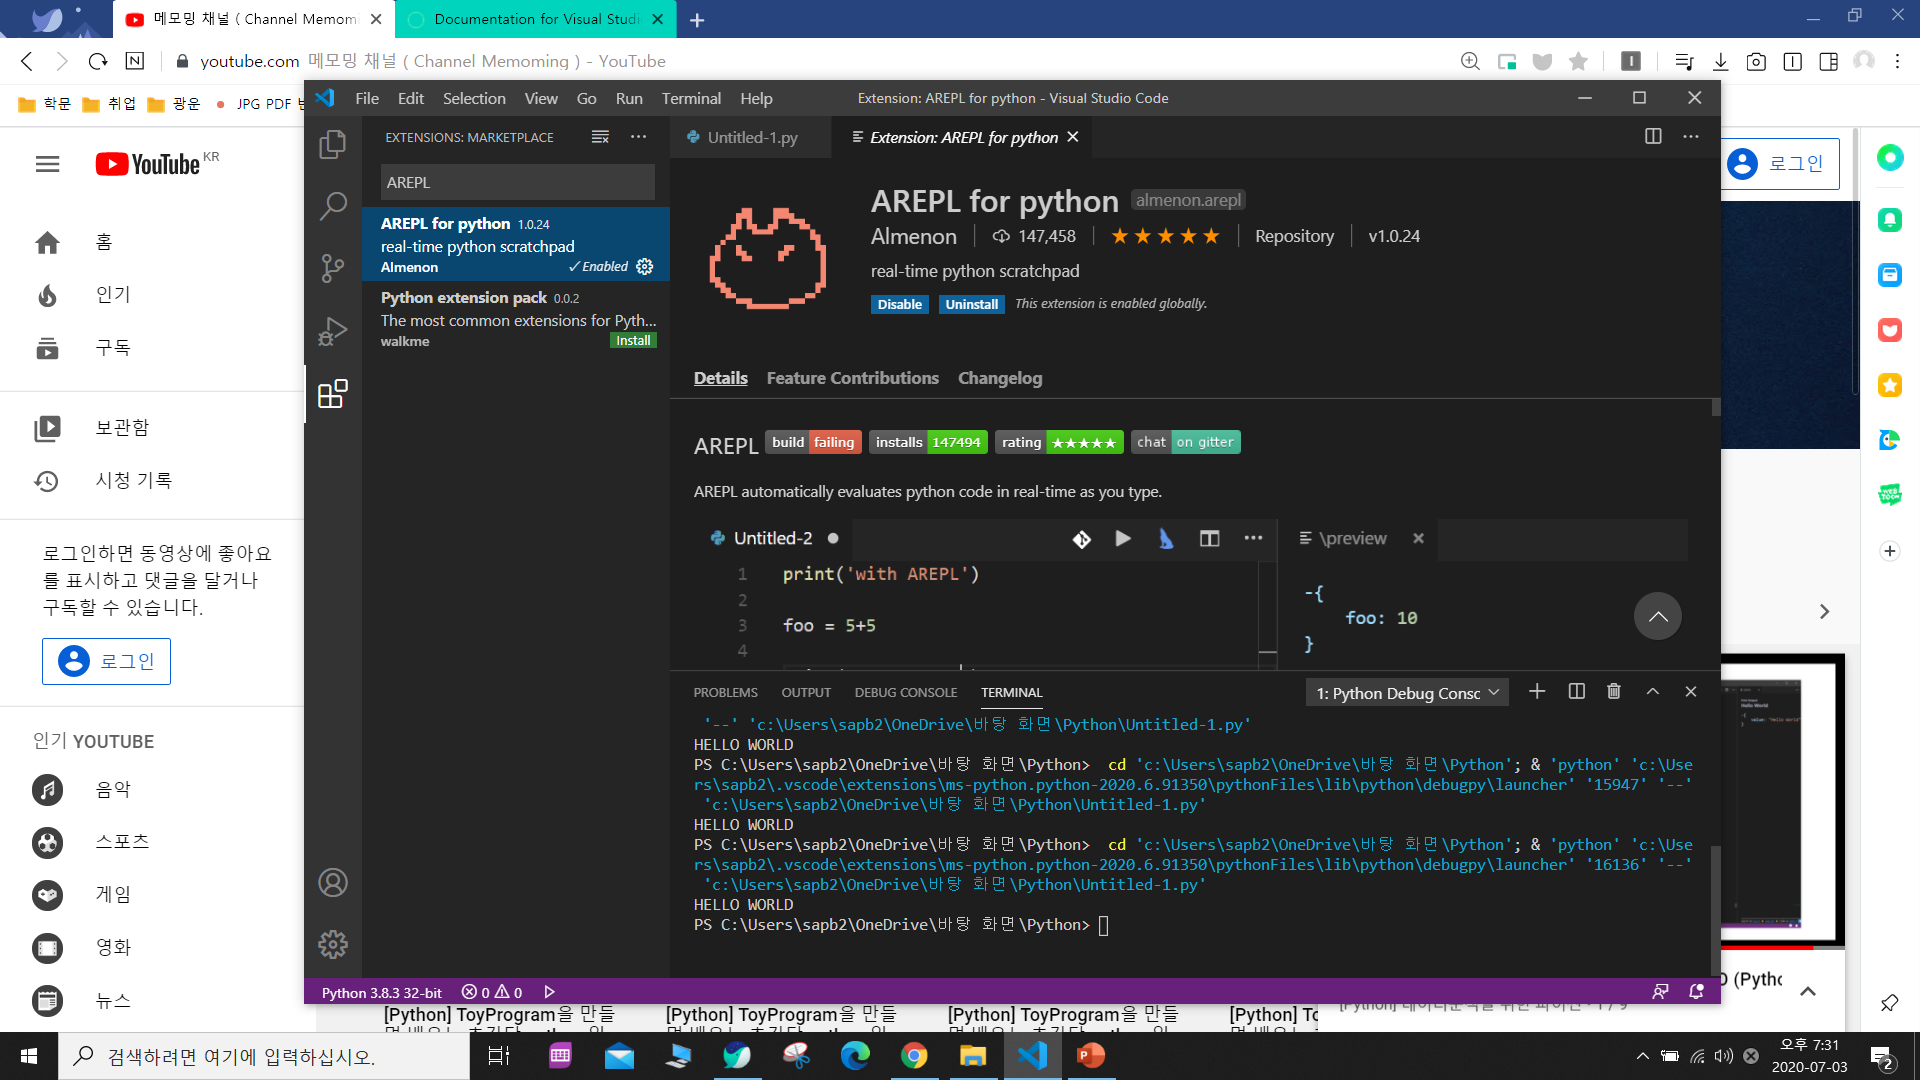 메모밍 채널 ( Channel Memomi
Documentation for Visual Studi
youtube.com 메모밍 채널 ( Channel Memoming ) - YouTube
학문 취업 광운 JPG PDF 변
File Edit Selection View Go Run Terminal Help
Extension: AREPL for python - Visual Studio Code
YouTube KR
로그인
홈
인기
구독
보관함
시청 기록
로그인하면 동영상에 좋아요
를 표시하고 댓글을 달거나
구독할 수 있습니다.
로그인
인기 YOUTUBE
음악
스포츠
게임
영화
뉴스
EXTENSIONS: MARKETPLACE
AREPL
AREPL for python 1.0.24
real-time python scratchpad
Almenon ✓Enabled
Python extension pack 0.0.2
The most common extensions for Pyth...
walkme Install
Untitled-1.py
Extension: AREPL for python
AREPL for python almenon.arepl
Almenon 147,458 ★★★★★ Repository v1.0.24
real-time python scratchpad
Disable Uninstall This extension is enabled globally.
Details Feature Contributions Changelog
AREPL build failing installs 147494 rating ★★★★★ chat on gitter
AREPL automatically evaluates python code in real-time as you type.
Untitled-2
\preview
1 print('with AREPL')
2
3 foo = 5+5
4
-{
foo: 10
}
PROBLEMS OUTPUT DEBUG CONSOLE TERMINAL
1: Python Debug Consc
'--' 'c:\Users\sapb2\OneDrive\바탕 화면\Python\Untitled-1.py'
HELLO WORLD
PS C:\Users\sapb2\OneDrive\바탕 화면\Python>  cd 'c:\Users\sapb2\OneDrive\바탕 화면\Python'; & 'python' 'c:\Use
rs\sapb2\.vscode\extensions\ms-python.python-2020.6.91350\pythonFiles\lib\python\debugpy\launcher' '15947' '--'
'c:\Users\sapb2\OneDrive\바탕 화면\Python\Untitled-1.py'
HELLO WORLD
PS C:\Users\sapb2\OneDrive\바탕 화면\Python>  cd 'c:\Users\sapb2\OneDrive\바탕 화면\Python'; & 'python' 'c:\Use
rs\sapb2\.vscode\extensions\ms-python.python-2020.6.91350\pythonFiles\lib\python\debugpy\launcher' '16136' '--'
'c:\Users\sapb2\OneDrive\바탕 화면\Python\Untitled-1.py'
HELLO WORLD
PS C:\Users\sapb2\OneDrive\바탕 화면\Python>
Python 3.8.3 32-bit 0 0
(Pytho
[Python] ToyProgram을 만들
[Python] ToyProgram을 만들
[Python] ToyProgram을 만들
[Python] To
검색하려면 여기에 입력하십시오.
오후 7:31
2020-07-03
2